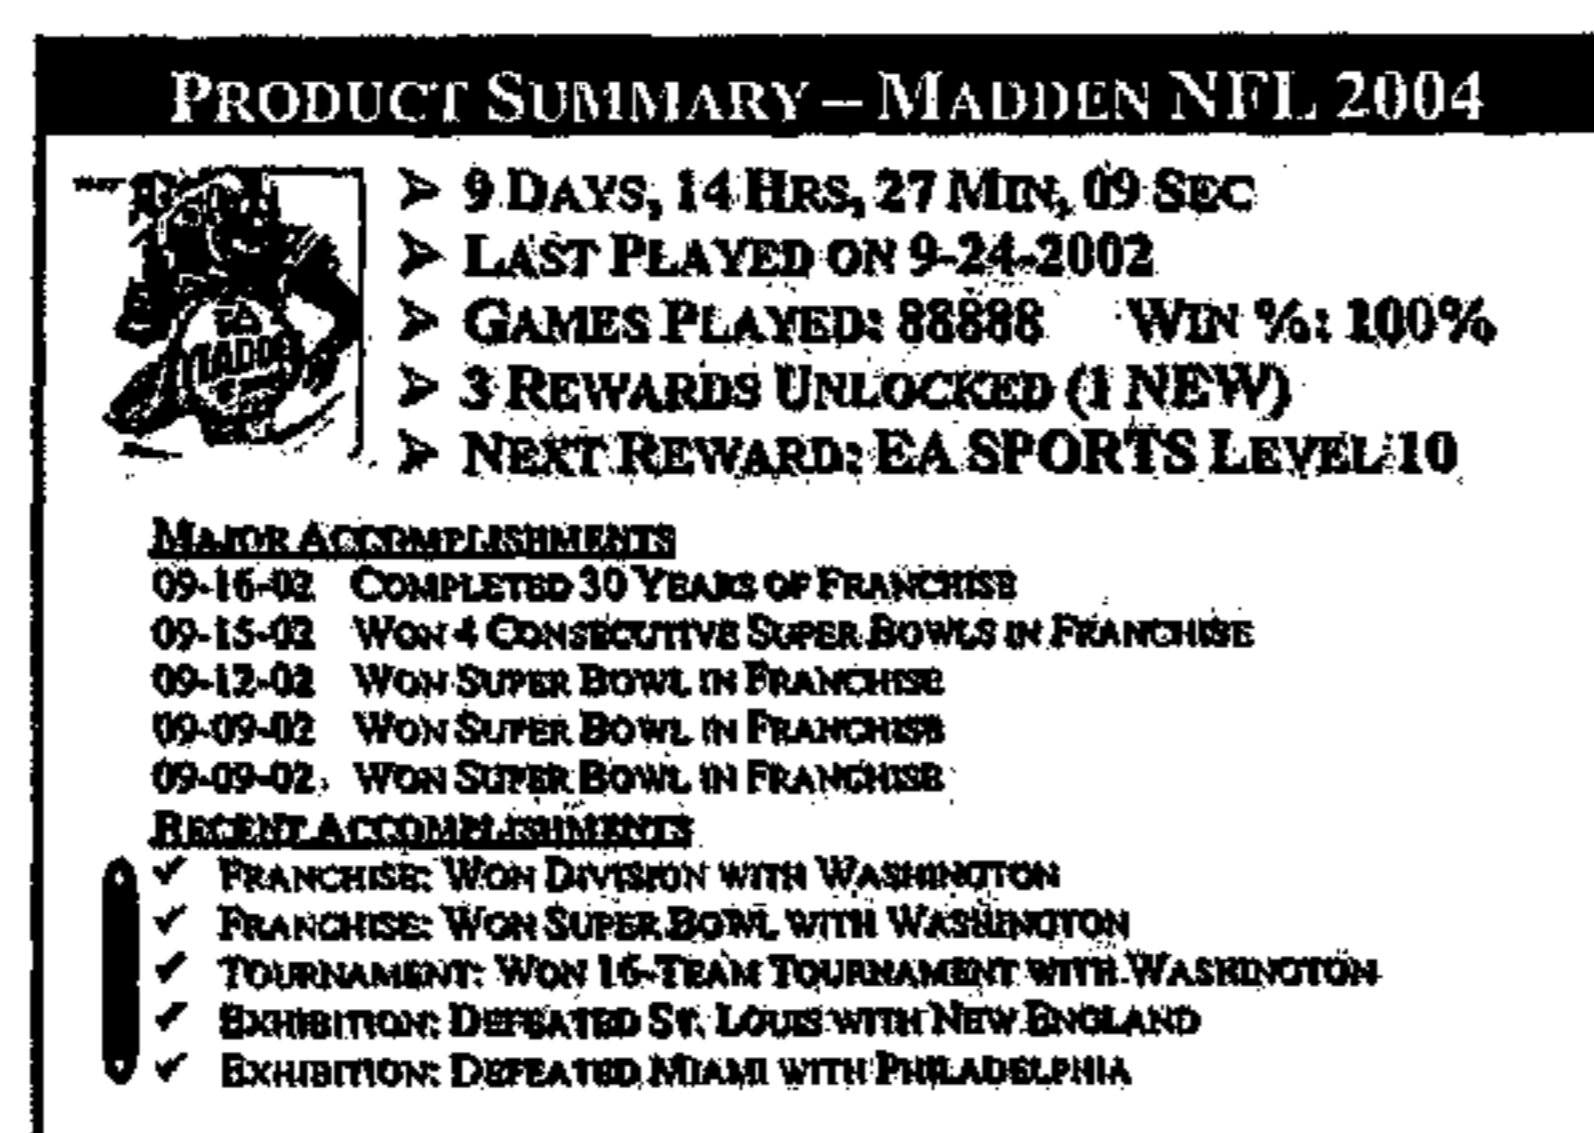 PRODUCT SUMMARY – MADDEN NFL 2004
9 DAYS, 14 HRS, 27 MIN, 09 SEC
LAST PLAYED ON 9-24-2002
GAMES PLAYED: 88888 WIN %: 100%
3 REWARDS UNLOCKED (1 NEW)
NEXT REWARD: EA SPORTS LEVEL 10
MAJOR ACCOMPLISHMENTS
09-16-02 COMPLETED 30 YEARS OF FRANCHISE
09-15-02 WON 4 CONSECUTIVE SUPER BOWLS IN FRANCHISE
09-12-02 WON SUPER BOWL IN FRANCHISE
09-09-02 WON SUPER BOWL IN FRANCHISE
09-09-02 WON SUPER BOWL IN FRANCHISE
RECENT ACCOMPLISHMENTS
✓ FRANCHISE: WON DIVISION WITH WASHINGTON
✓ FRANCHISE: WON SUPER BOWL WITH WASHINGTON
✓ TOURNAMENT: WON 16-TEAM TOURNAMENT WITH WASHINGTON
✓ EXHIBITION: DEFEATED ST. LOUIS WITH NEW ENGLAND
✓ EXHIBITION: DEFEATED MIAMI WITH PHILADELPHIA